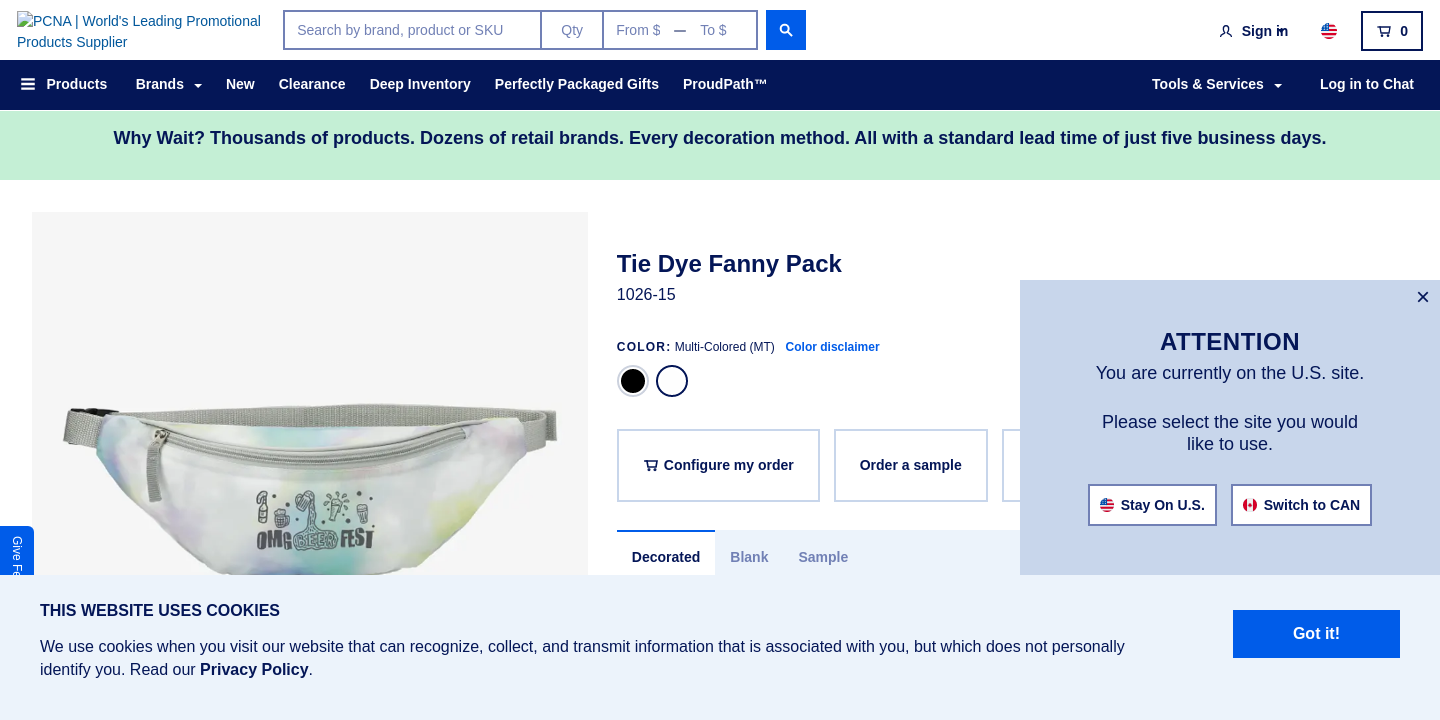 PCNA | World's Leading Promotional
Products Supplier
Search by brand, product or SKU
Qty
From $
To $
Sign in
0
Products
Brands
New
Clearance
Deep Inventory
Perfectly Packaged Gifts
ProudPath™
Tools & Services
Log in to Chat
Why Wait? Thousands of products. Dozens of retail brands. Every decoration method. All with a standard lead time of just five business days.
Tie Dye Fanny Pack
1026-15
COLOR: Multi-Colored (MT) Color disclaimer
Configure my order
Order a sample
Decorated
Blank
Sample
OMG BEER FEST
Give Fe
×
ATTENTION
You are currently on the U.S. site.
Please select the site you would
like to use.
Stay On U.S.
Switch to CAN
THIS WEBSITE USES COOKIES
We use cookies when you visit our website that can recognize, collect, and transmit information that is associated with you, but which does not personally
identify you. Read our Privacy Policy.
Got it!